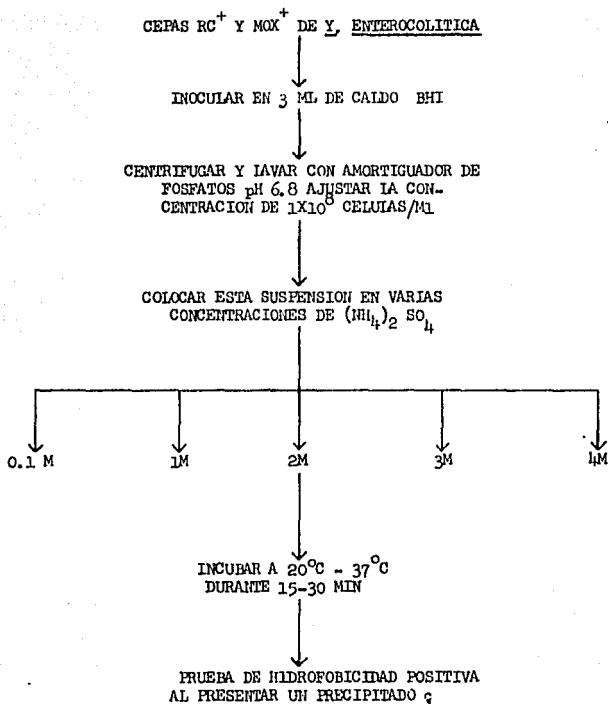 CEPAS RC+ Y MOX+ DE Y. ENTEROCOLITICA
INOCULAR EN 3 ML DE CALDO BHI
CENTRIFUGAR Y LAVAR CON AMORTIGUADOR DE
FOSFATOS pH 6.8 AJUSTAR LA CON-
CENTRACION DE 1X10^8 CELULAS/Ml
COLOCAR ESTA SUSPENSION EN VARIAS
CONCENTRACIONES DE (NH4)2 SO4
0.1 M 1M 2M 3M 4M
INCUBAR A 20°C - 37°C
DURANTE 15-30 MIN
PRUEBA DE HIDROFOBICIDAD POSITIVA
AL PRESENTAR UN PRECIPITADO